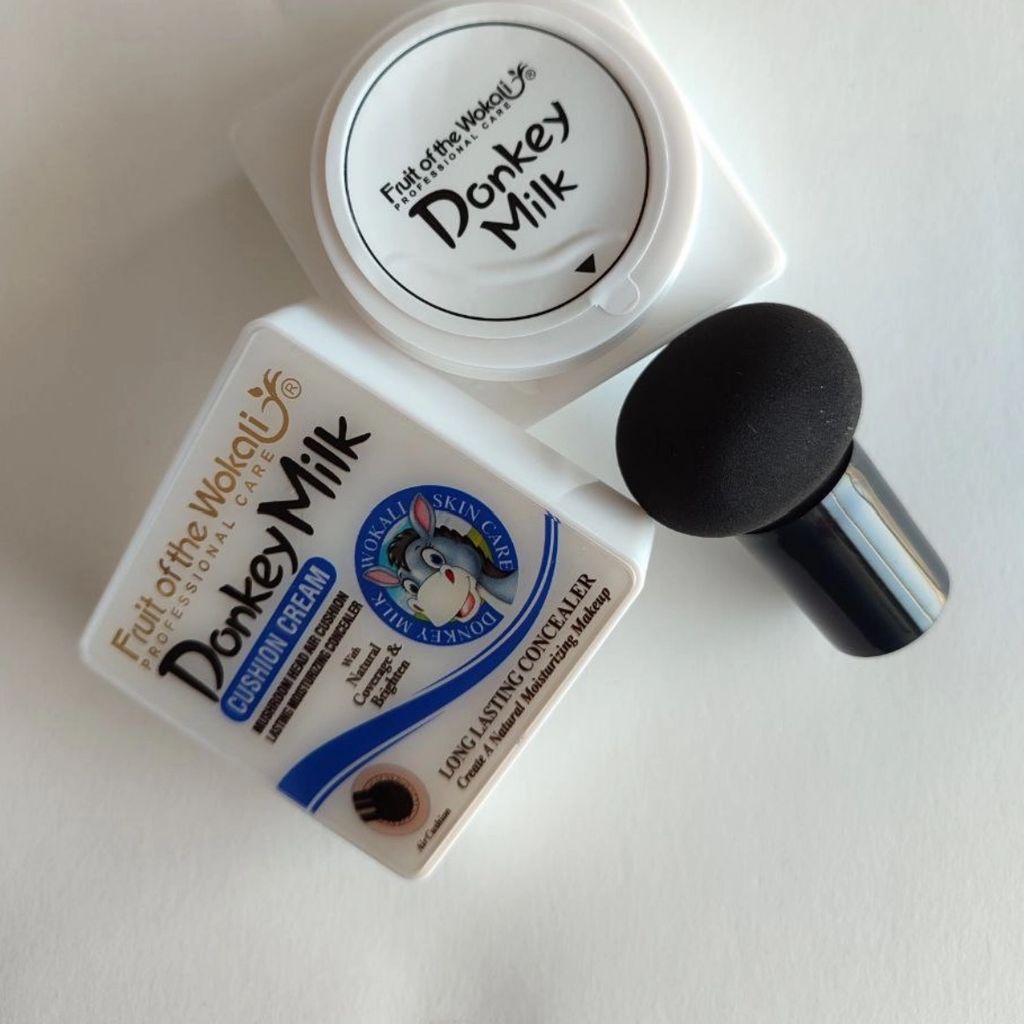 Fruit of the Wokali ®
PROFESSIONAL CARE
Donkey
Milk
Fruit of the Wokali ®
PROFESSIONAL CARE
Donkey Milk
CUSHION CREAM
MUSHROOM HEAD AIR CUSHION
LASTING MOISTURIZING CONCEALER
With
Natural
Coverage &
Brighten
WOKALI SKIN CARE
DONKEY MILK
LONG LASTING CONCEALER
Create A Natural Moisturizing Makeup
Air Cushion